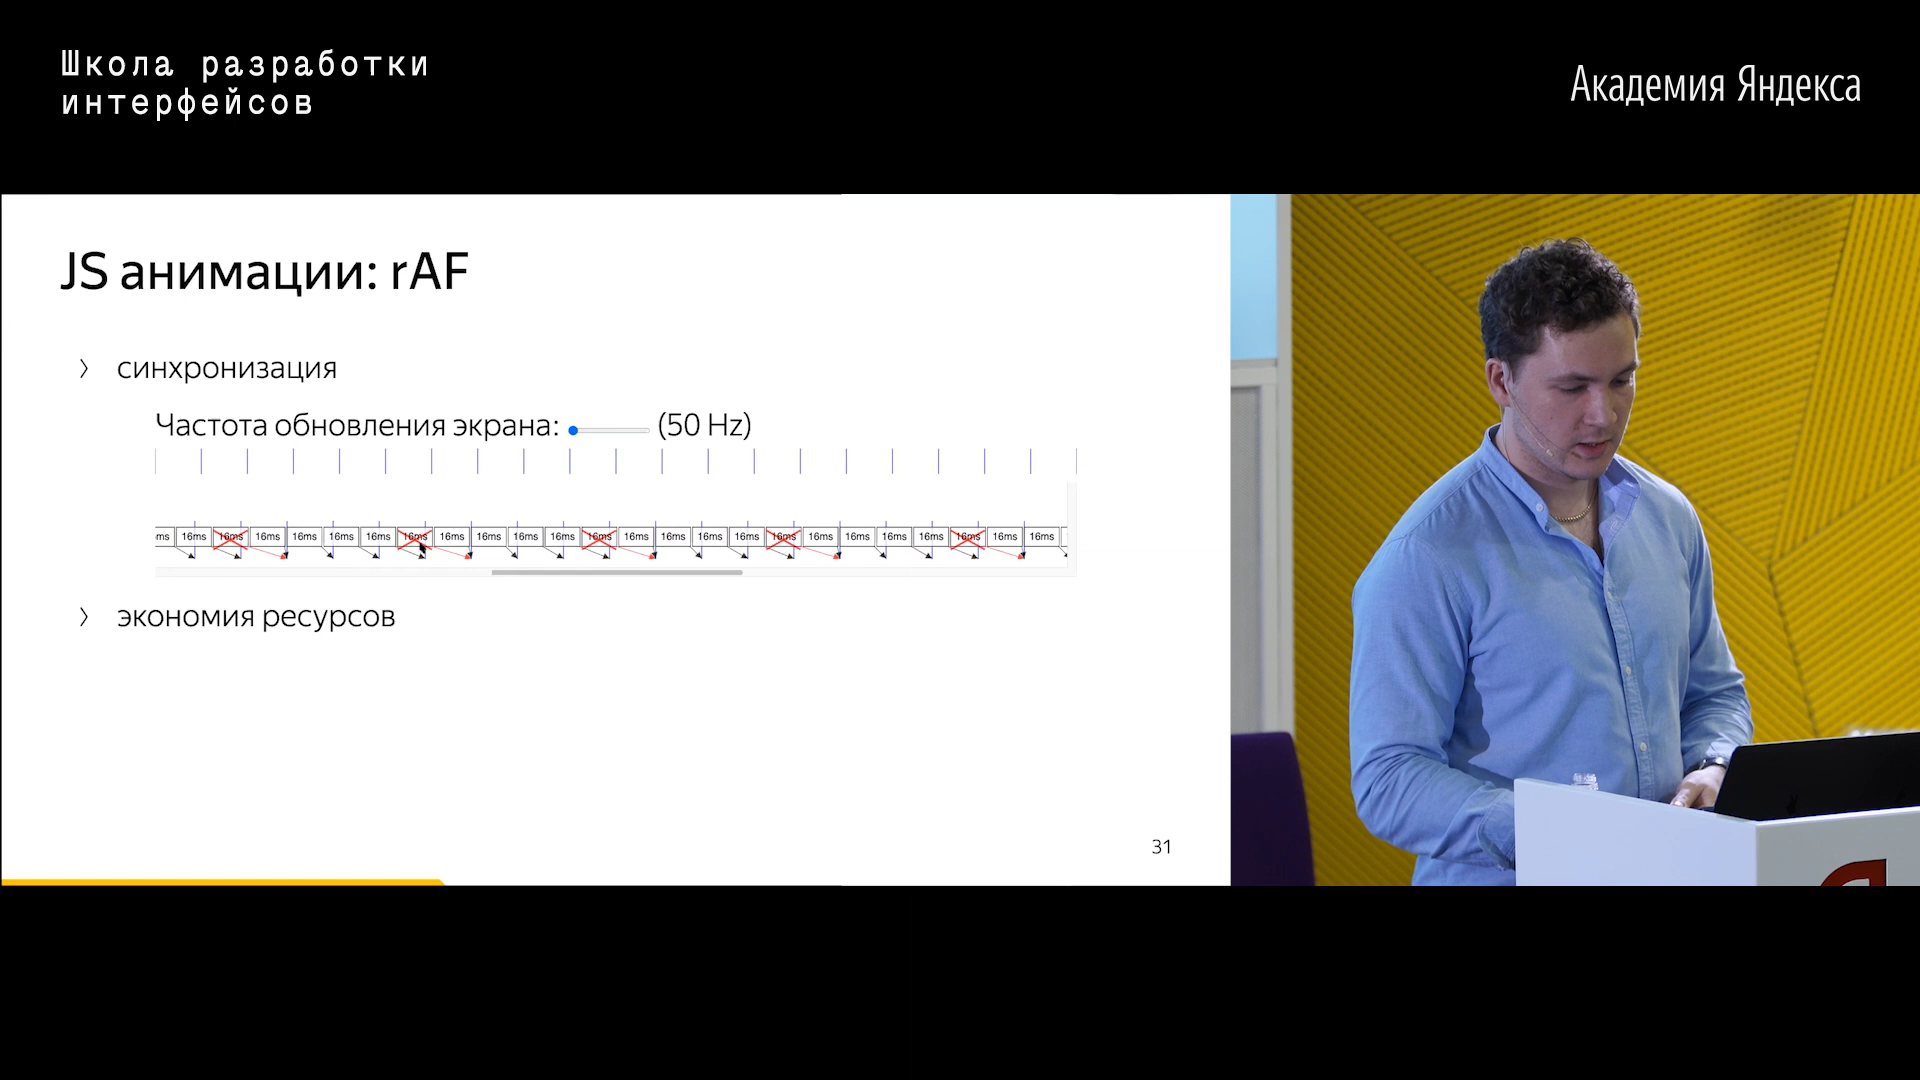 Школа разработки
интерфейсов
Академия Яндекса
JS анимации: rAF
› синхронизация
Частота обновления экрана: (50 Hz)
ms 16ms 16ms 16ms 16ms 16ms 16ms 16ms 16ms 16ms 16ms 16ms 16ms 16ms 16ms 16ms 16ms 16ms 16ms 16ms 16ms 16ms 16ms 16ms 16ms
› экономия ресурсов
31
Я